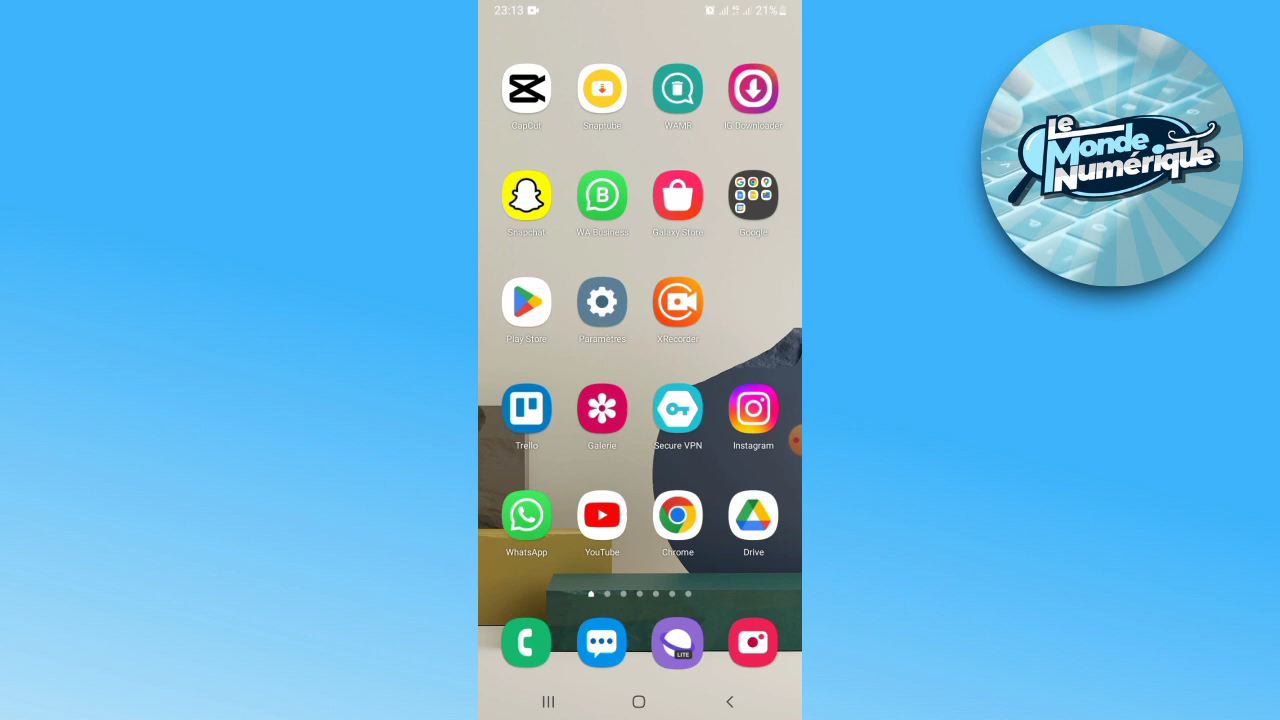 23:13
21%
CapCut Snaptube WAMR IG Downloader
Snapchat WA Business Galaxy Store Google
Play Store Paramètres XRecorder
Trello Galerie Secure VPN Instagram
WhatsApp YouTube Chrome Drive
LITE
Le
Monde
Numérique